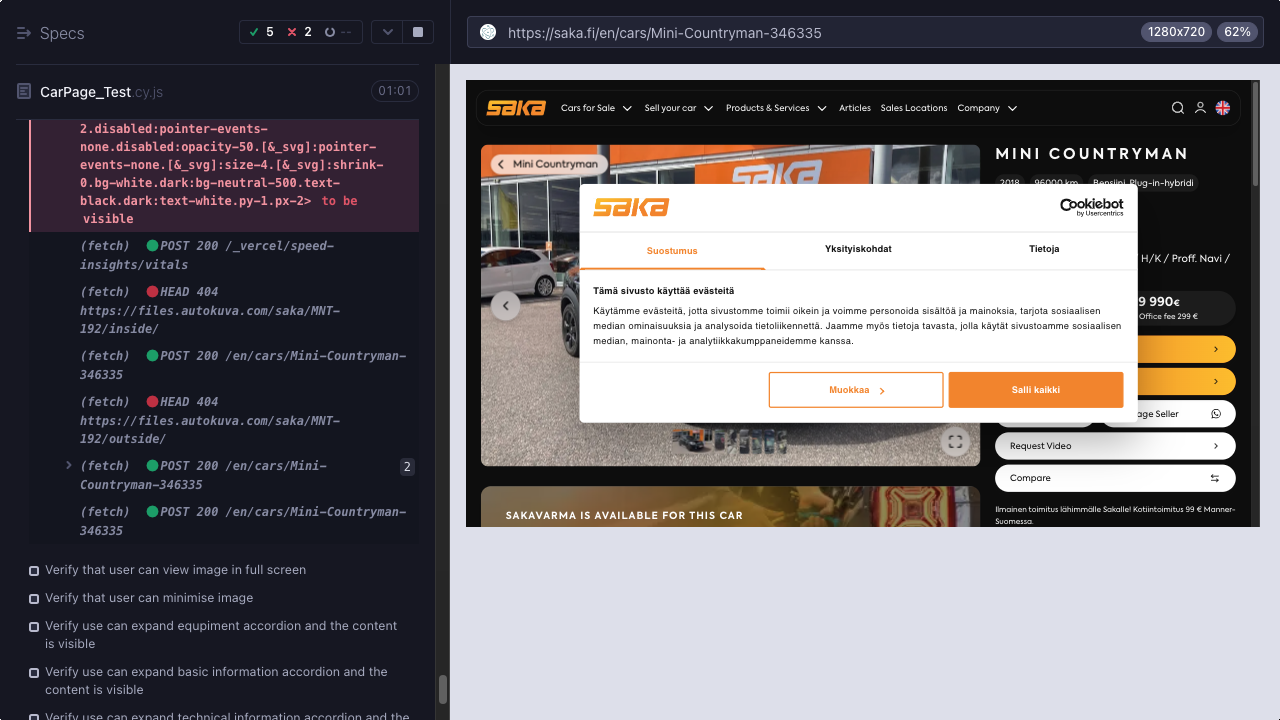 Specs
5
2
--
CarPage_Test.cy.js
01:01
2.disabled:pointer-events-
none.disabled:opacity-50.[&_svg]:pointer-
events-none.[&_svg]:size-4.[&_svg]:shrink-
0.bg-white.dark:bg-neutral-500.text-
black.dark:text-white.py-1.px-2> to be
visible
(fetch) POST 200 /_vercel/speed-
insights/vitals
(fetch) HEAD 404
https://files.autokuva.com/saka/MNT-
192/inside/
(fetch) POST 200 /en/cars/Mini-Countryman-
346335
(fetch) HEAD 404
https://files.autokuva.com/saka/MNT-
192/outside/
(fetch) POST 200 /en/cars/Mini-
Countryman-346335
2
(fetch) POST 200 /en/cars/Mini-Countryman-
346335
Verify that user can view image in full screen
Verify that user can minimise image
Verify use can expand equpiment accordion and the content
is visible
Verify use can expand basic information accordion and the
content is visible
Verify use can expand technical information accordion and the
https://saka.fi/en/cars/Mini-Countryman-346335
1280x720
62%
saka
Cars for Sale
Sell your car
Products & Services
Articles
Sales Locations
Company
Mini Countryman
saka
MINI COUNTRYMAN
2018
96000 km
Bensiini, Plug-in-hybridi
H/K / Proff. Navi /
9 990€
Office fee 299 €
age Seller
Request Video
Compare
Ilmainen toimitus lähimmälle Sakalle! Kotiintoimitus 99 € Manner-
Suomessa.
SAKAVARMA IS AVAILABLE FOR THIS CAR
saka
Cookiebot
by Usercentrics
Suostumus
Yksityiskohdat
Tietoja
Tämä sivusto käyttää evästeitä
Käytämme evästeitä, jotta sivustomme toimii oikein ja voimme personoida sisältöä ja mainoksia, tarjota sosiaalisen
median ominaisuuksia ja analysoida tietoliikennettä. Jaamme myös tietoja tavasta, jolla käytät sivustoamme sosiaalisen
median, mainonta- ja analytiikkakumppaneidemme kanssa.
Muokkaa
Salli kaikki